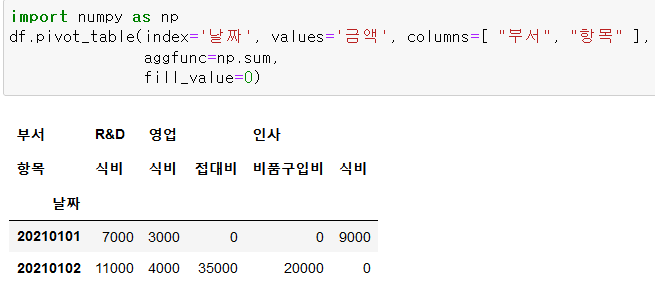 import numpy as np
df.pivot_table(index='날짜', values='금액', columns=[ "부서", "항목" ],
aggfunc=np.sum,
fill_value=0)
부서 R&D 영업 인사
항목 식비 식비 접대비 비품구입비 식비
날짜
20210101 7000 3000 0 0 9000
20210102 11000 4000 35000 20000 0